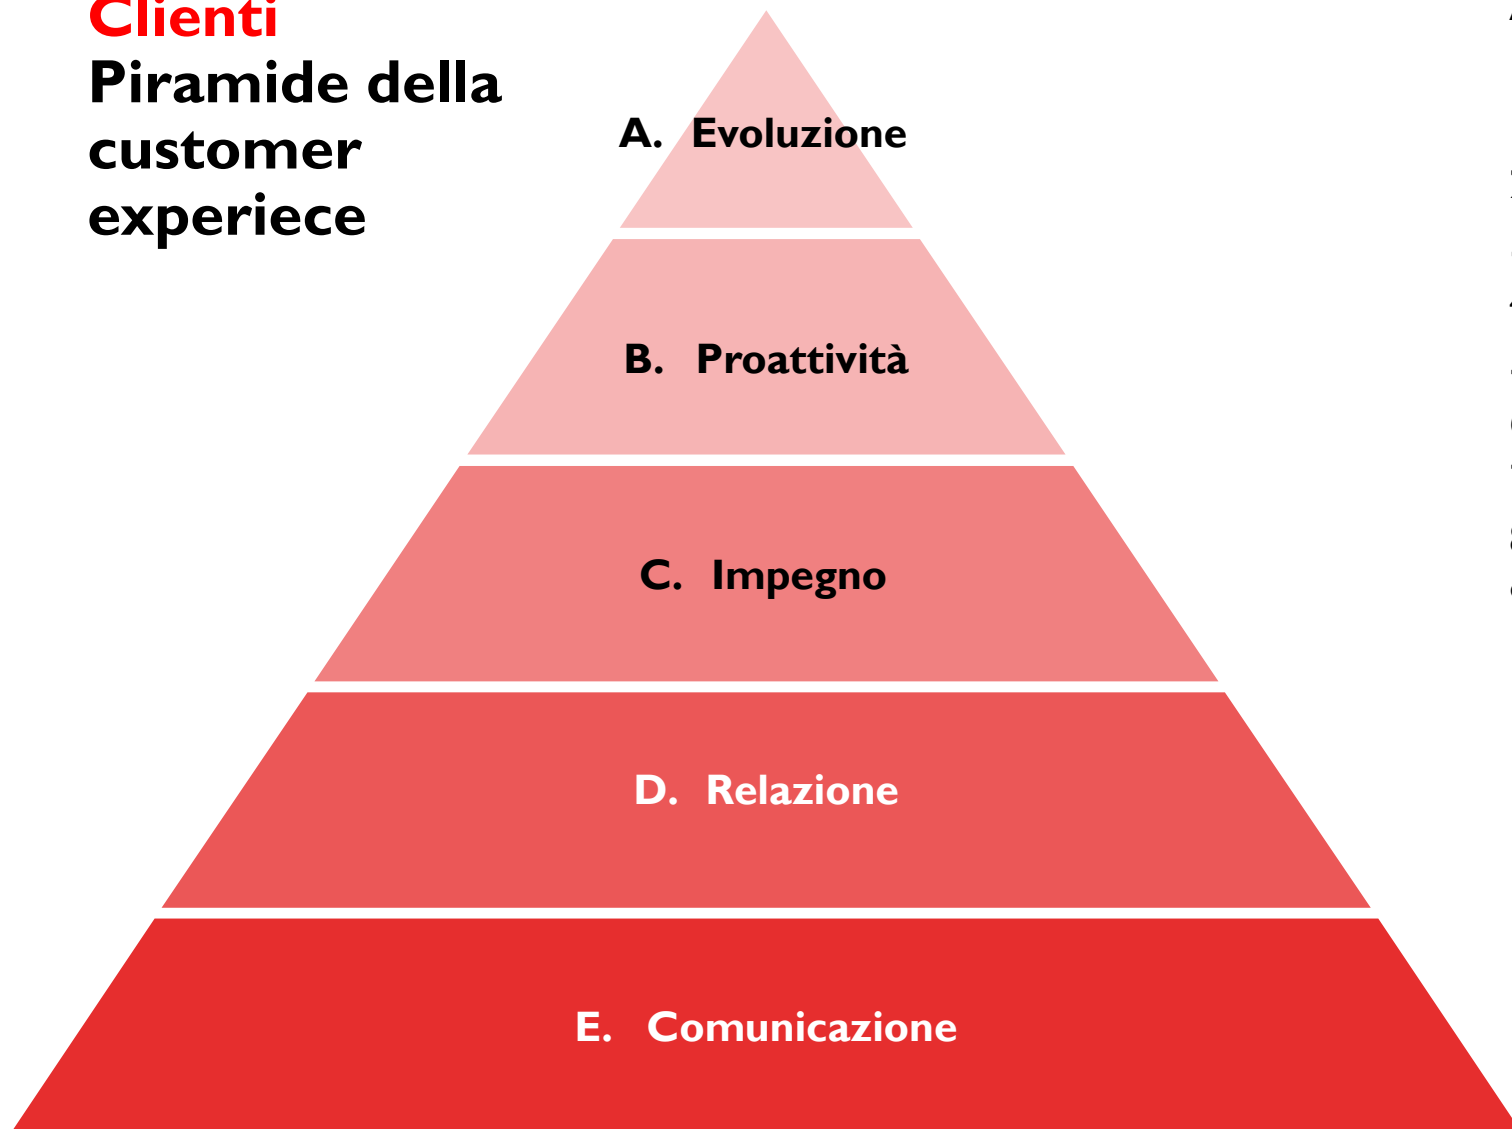 Clienti
Piramide della
customer
experiece
A. Evoluzione
B. Proattività
C. Impegno
D. Relazione
E. Comunicazione